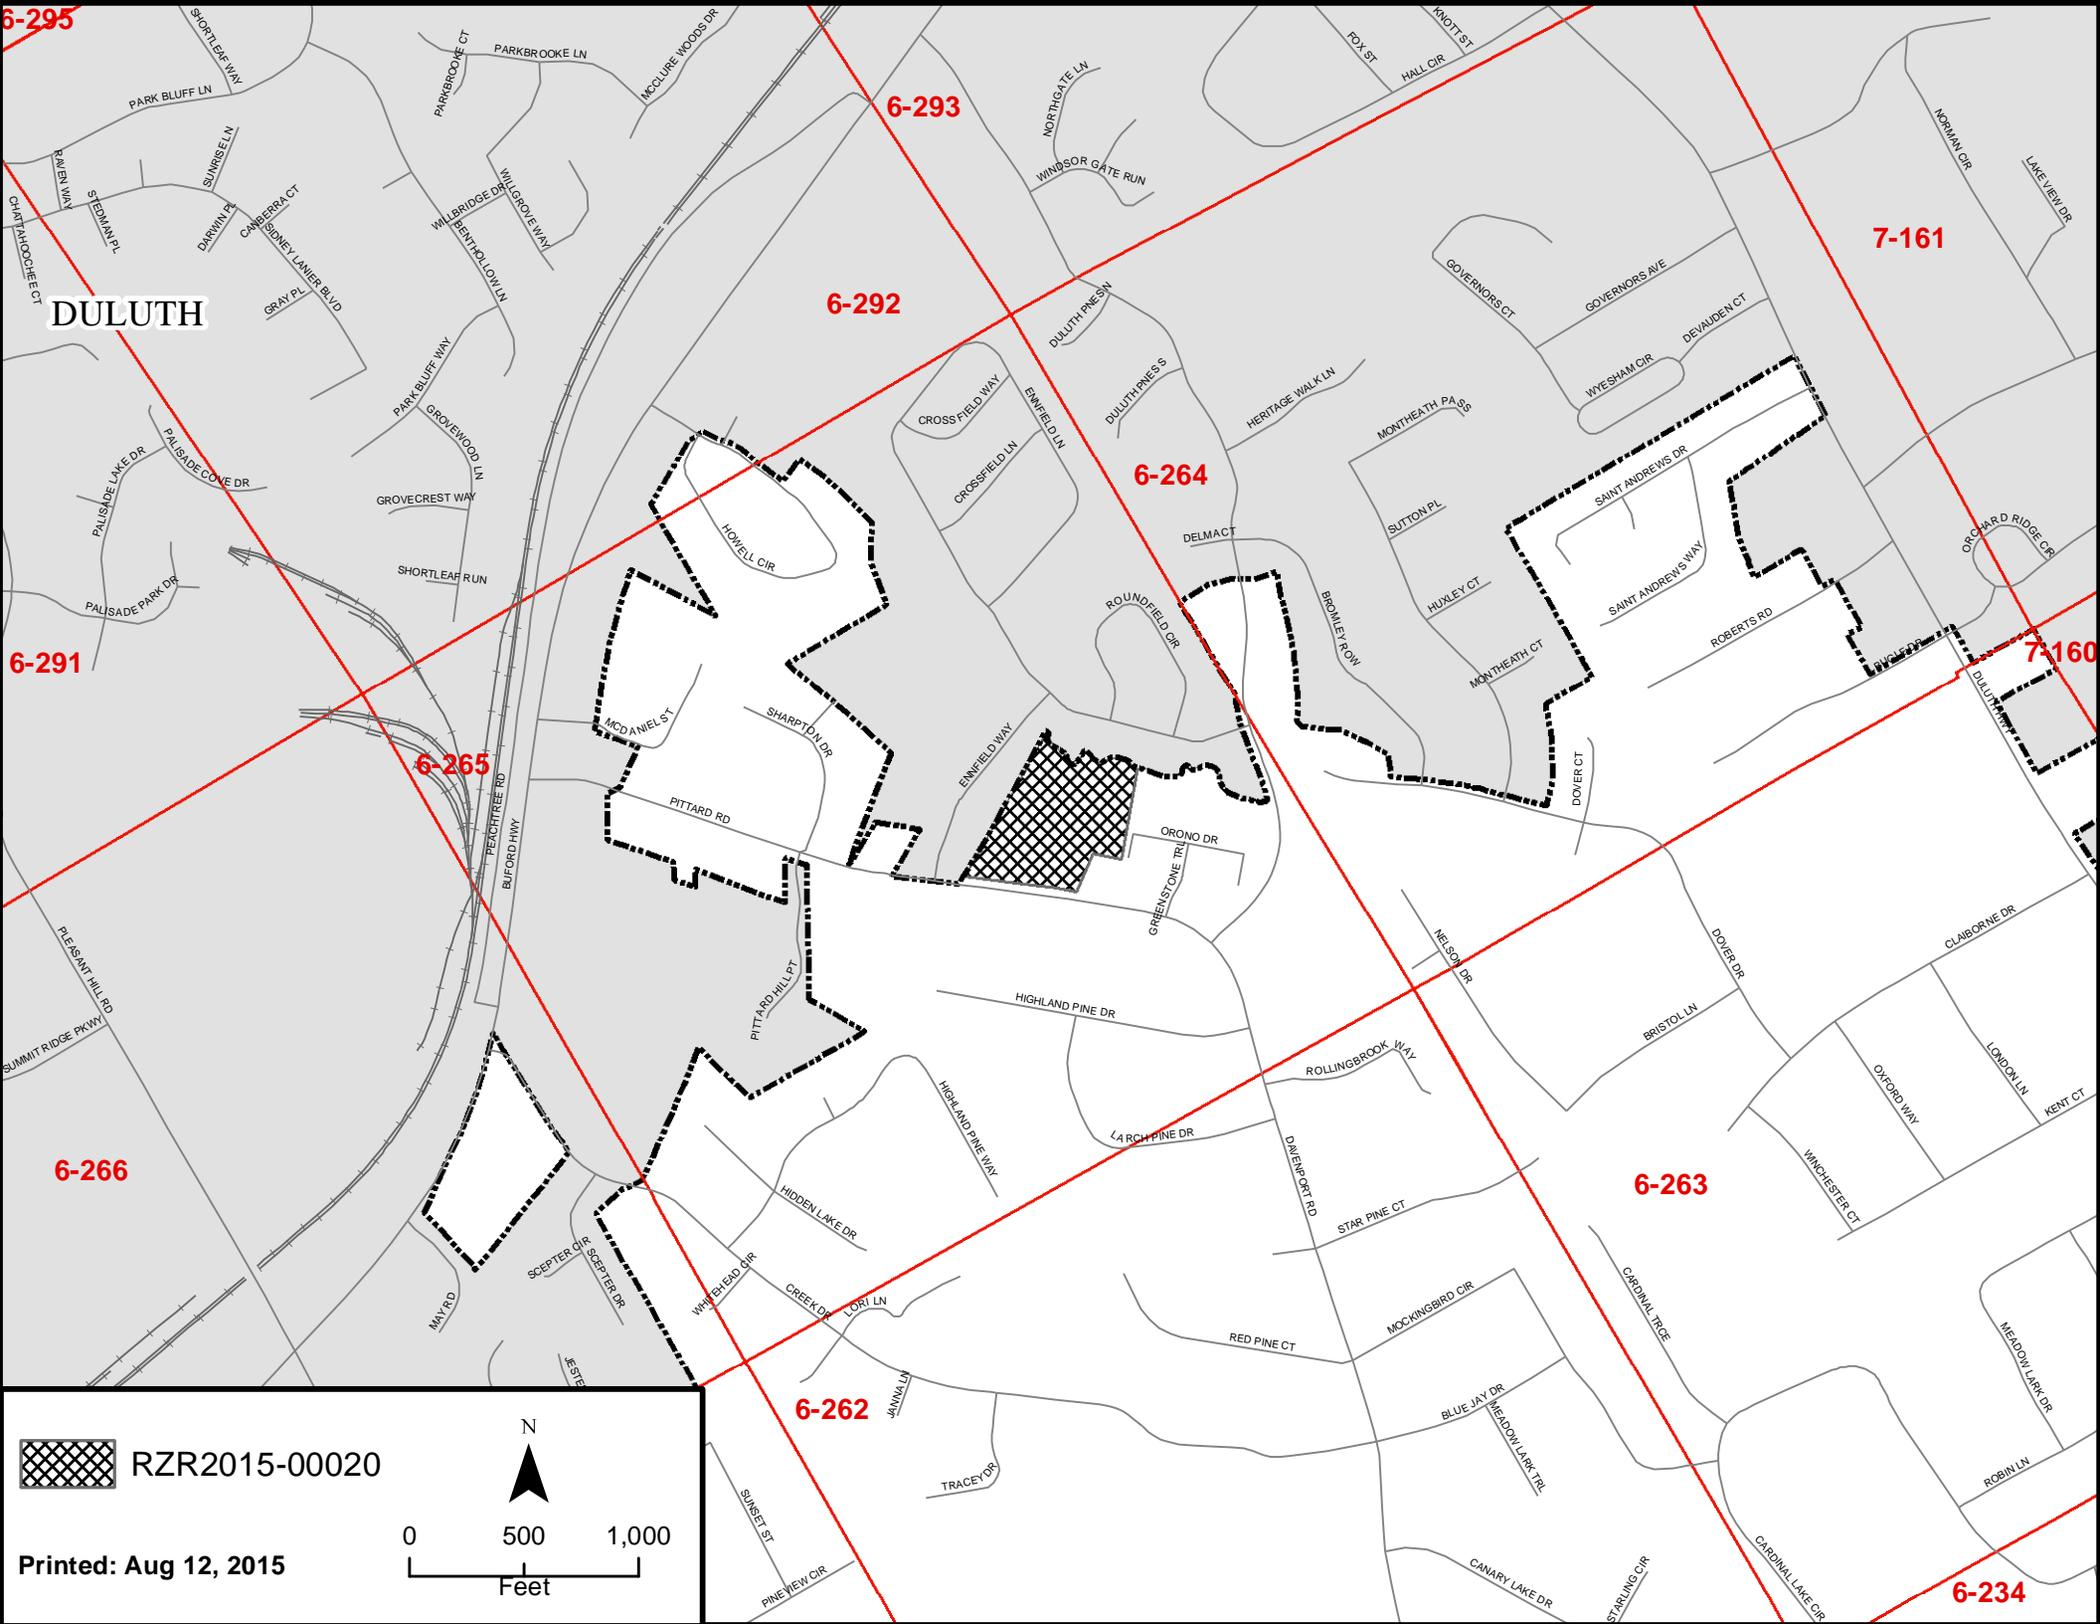 6-295
SHORTLEAF WAY
PARK BLUFF LN
PARKBROOKE CT
PARKBROOKE LN
MCCLURE WOODS DR
6-293
NORTHGATE LN
WINDSOR GATE RUN
FOX ST
KNOTT ST
HALL CIR
NORMAN CIR
LAKE VIEW DR
7-161
RAVEN WAY
STEDMAN PL
SUNRISE LN
DARWIN PL
CANBERRA CT
SIDNEY LANIER BLVD
GRAY PL
CHATTAHOOCHEE CT
WILLBRIDGE DR
WILLGROVE WAY
BENTHOLLOW LN
DULUTH
6-292
DULUTH PNES N
DULUTH PNES S
GOVERNORS CT
GOVERNORS AVE
DEVAUDEN CT
WYESHAM CIR
PARK BLUFF WAY
GROVEWOOD LN
PALISADE LAKE DR
PALISADE COVE DR
GROVECREST WAY
SHORTLEAF RUN
PALISADE PARK DR
CROSSFIELD WAY
CROSSFIELD LN
ENNFIELD LN
HERITAGE WALK LN
MONTHEATH PASS
6-264
SUTTON PL
SAINT ANDREWS DR
SAINT ANDREWS WAY
DELMA CT
HOWELL CIR
HUXLEY CT
BROMLEY ROW
ROUNDFIELD CIR
MONTHEATH CT
ROBERTS RD
ORCHARD RIDGE CIR
7-160
6-291
MCDANIEL ST
SHARPTON DR
ENNFIELD WAY
DOVER CT
6-265
PEACHTREE RD
BUFORD HWY
PITTARD RD
ORONO DR
GREENSTONE TRL
PLEASANT HILL RD
SUMMIT RIDGE PKWY
PITTARD HILL PT
HIGHLAND PINE DR
NELSON DR
DOVER DR
CLAIBORNE DR
BRISTOL LN
ROLLINGBROOK WAY
OXFORD WAY
LONDON LN
KENT CT
HIGHLAND PINE WAY
LARCH PINE DR
DAVENPORT RD
6-266
WINCHESTER CT
6-263
HIDDEN LAKE DR
STAR PINE CT
SCEPTER CIR
SCEPTER DR
WHITEHEAD CIR
CREEK DR
LORI LN
MAY RD
MOCKINGBIRD CIR
CARDINAL TRCE
RED PINE CT
MEADOW LARK DR
JANNA LN
6-262
BLUE JAY DR
MEADOW LARK TRL
TRACEY DR
ROBIN LN
SUNSET ST
PINEVIEW CIR
CANARY LAKE DR
STARLING CIR
CARDINAL LAKE CIR
6-234
RZR2015-00020
N
0 500 1,000
Feet
Printed: Aug 12, 2015